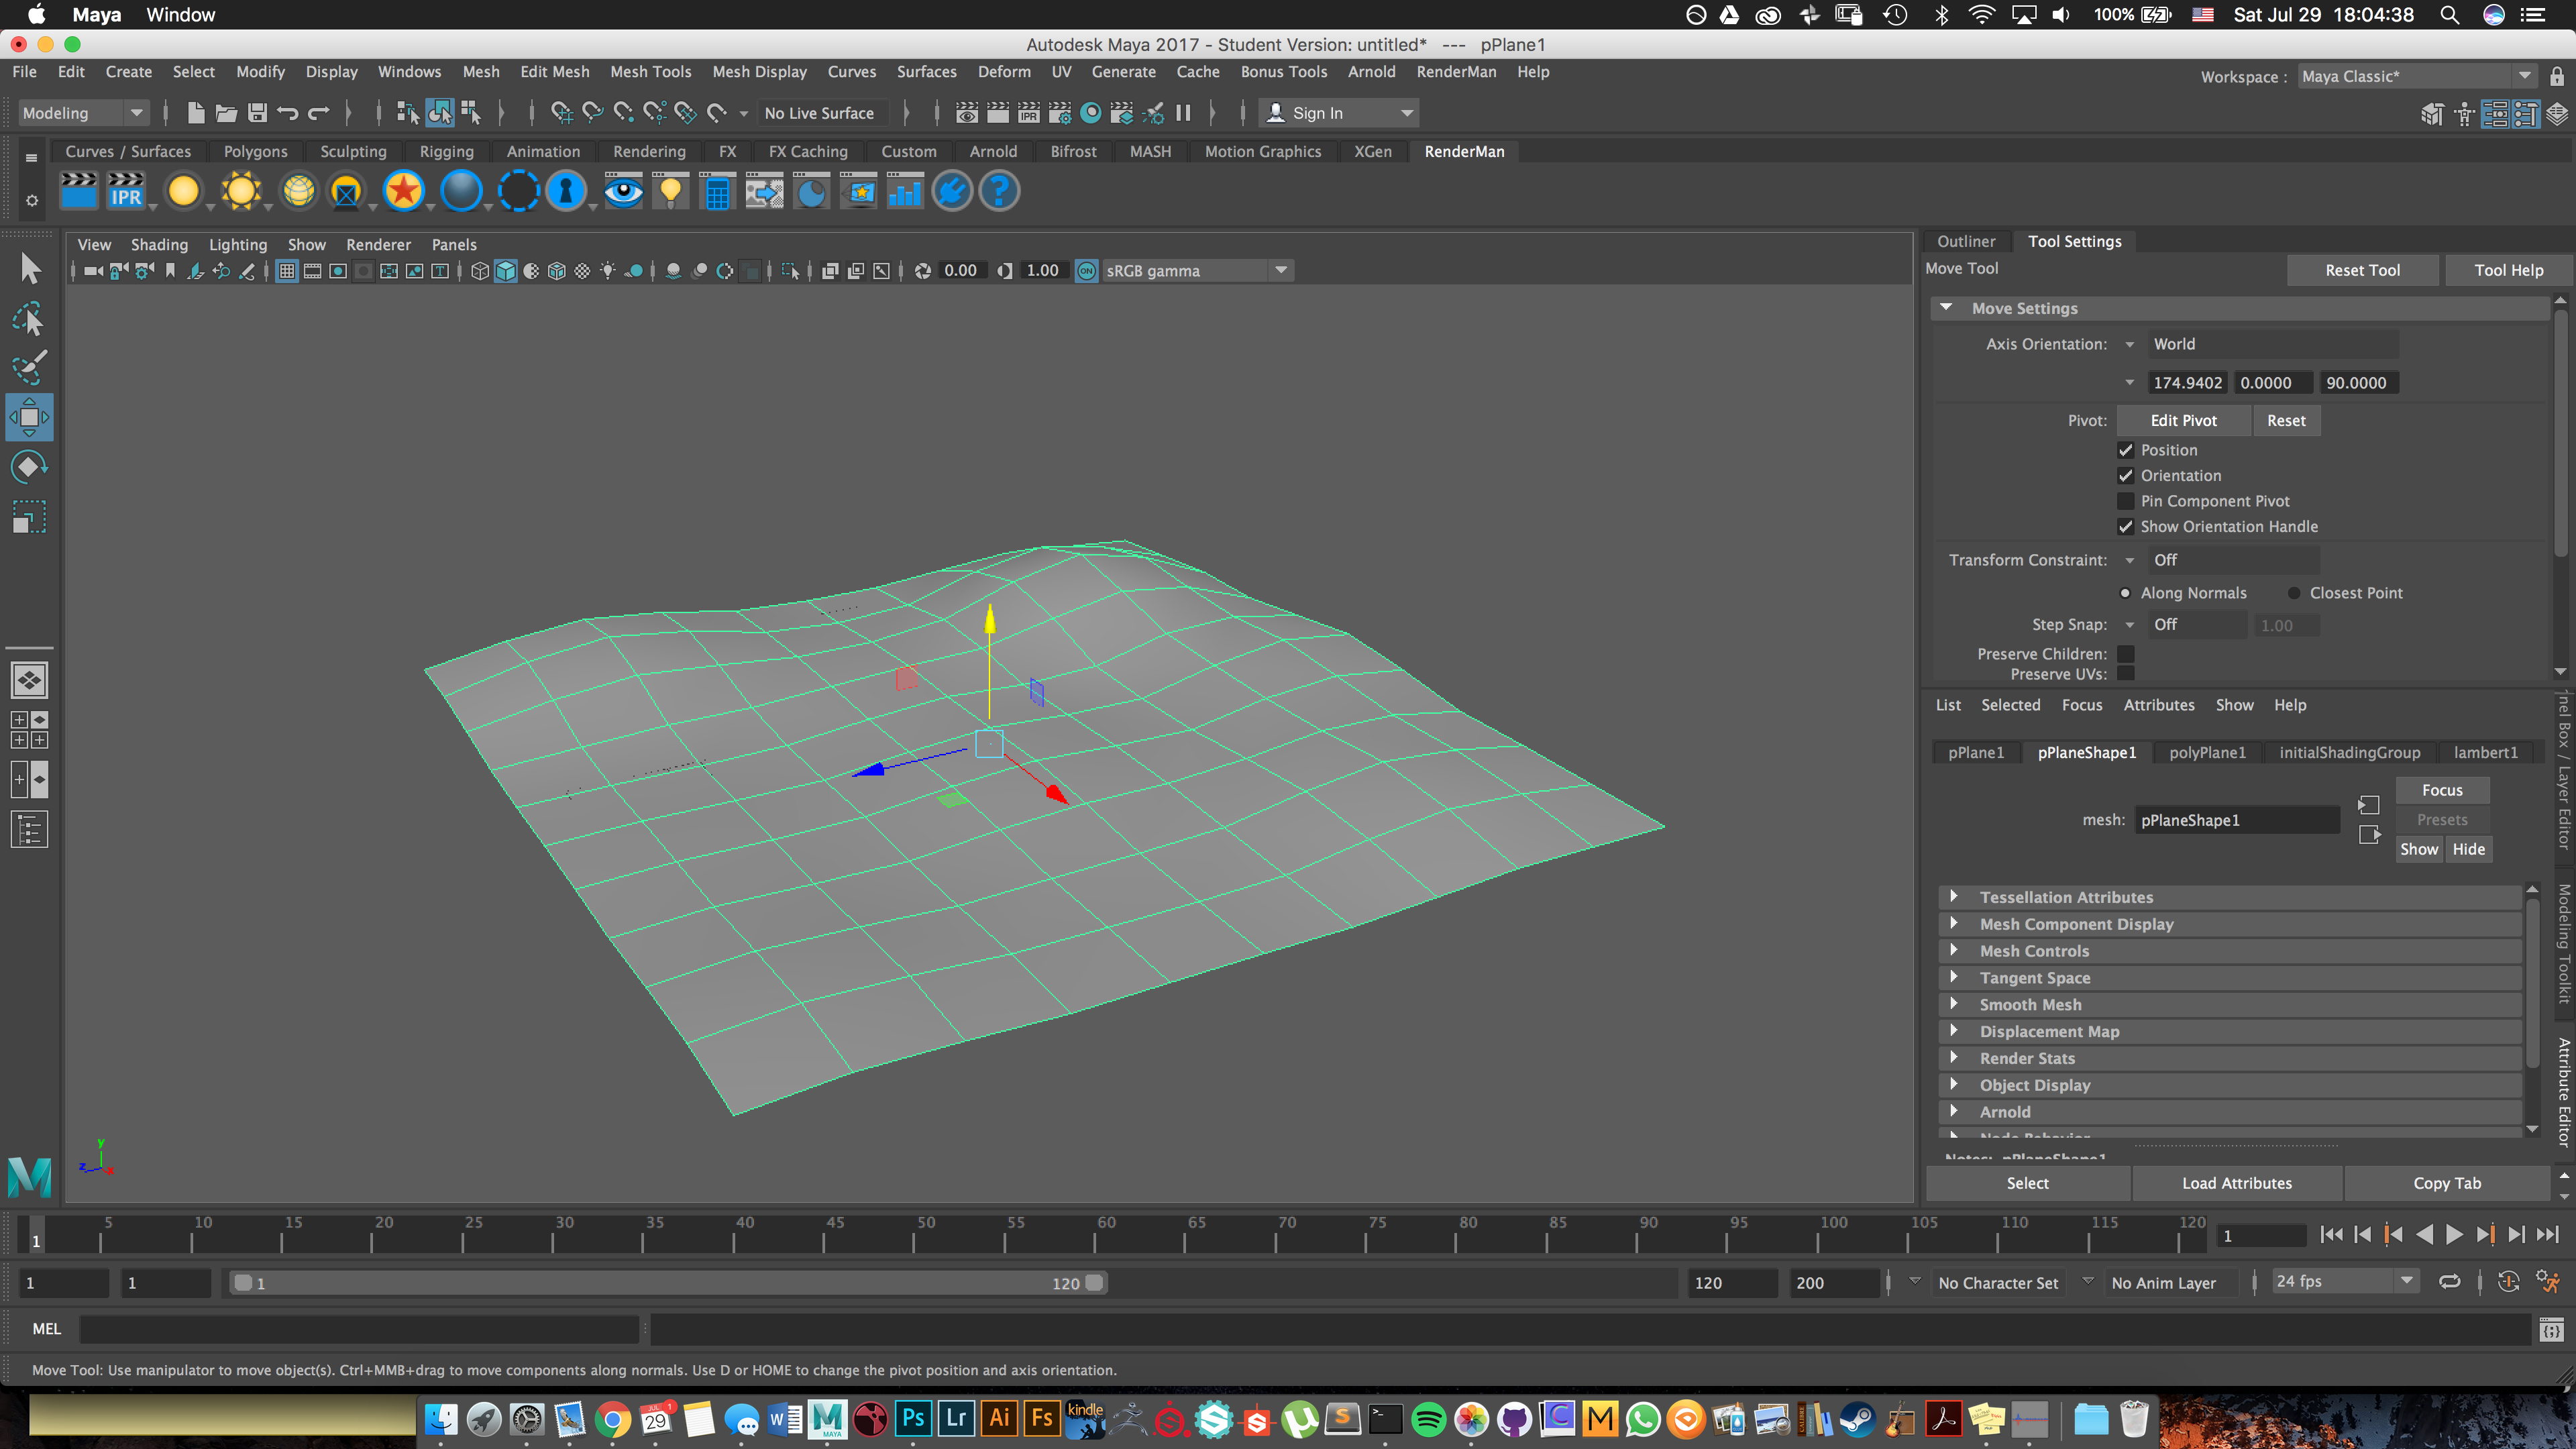 Maya Window 100% Sat Jul 29 18:04:38
Autodesk Maya 2017 - Student Version: untitled* --- pPlane1
File Edit Create Select Modify Display Windows Mesh Edit Mesh Mesh Tools Mesh Display Curves Surfaces Deform UV Generate Cache Bonus Tools Arnold RenderMan Help
Workspace : Maya Classic*
Modeling No Live Surface IPR Sign In
Curves / Surfaces Polygons Sculpting Rigging Animation Rendering FX FX Caching Custom Arnold Bifrost MASH Motion Graphics XGen RenderMan
IPR
View Shading Lighting Show Renderer Panels
0.00 1.00 ON sRGB gamma
Outliner Tool Settings
Move Tool Reset Tool Tool Help
Move Settings
Axis Orientation: World
174.9402 0.0000 90.0000
Pivot: Edit Pivot Reset
Position
Orientation
Pin Component Pivot
Show Orientation Handle
Transform Constraint: Off
Along Normals Closest Point
Step Snap: Off 1.00
Preserve Children:
Preserve UVs:
List Selected Focus Attributes Show Help
pPlane1 pPlaneShape1 polyPlane1 initialShadingGroup lambert1
mesh: pPlaneShape1
Focus
Presets
Show Hide
Tessellation Attributes
Mesh Component Display
Mesh Controls
Tangent Space
Smooth Mesh
Displacement Map
Render Stats
Object Display
Arnold
Node Behavior
Notes: pPlaneShape1
Select Load Attributes Copy Tab
nel Box / Layer Editor
Modeling Toolkit
Attribute Editor
y
z x
1 5 10 15 20 25 30 35 40 45 50 55 60 65 70 75 80 85 90 95 100 105 110 115 120 1
1 1 1 120 120 200 No Character Set No Anim Layer 24 fps
MEL
Move Tool: Use manipulator to move object(s). Ctrl+MMB+drag to move components along normals. Use D or HOME to change the pivot position and axis orientation.
JUL 29 1 W MAYA Ps Lr Ai Fs kindle